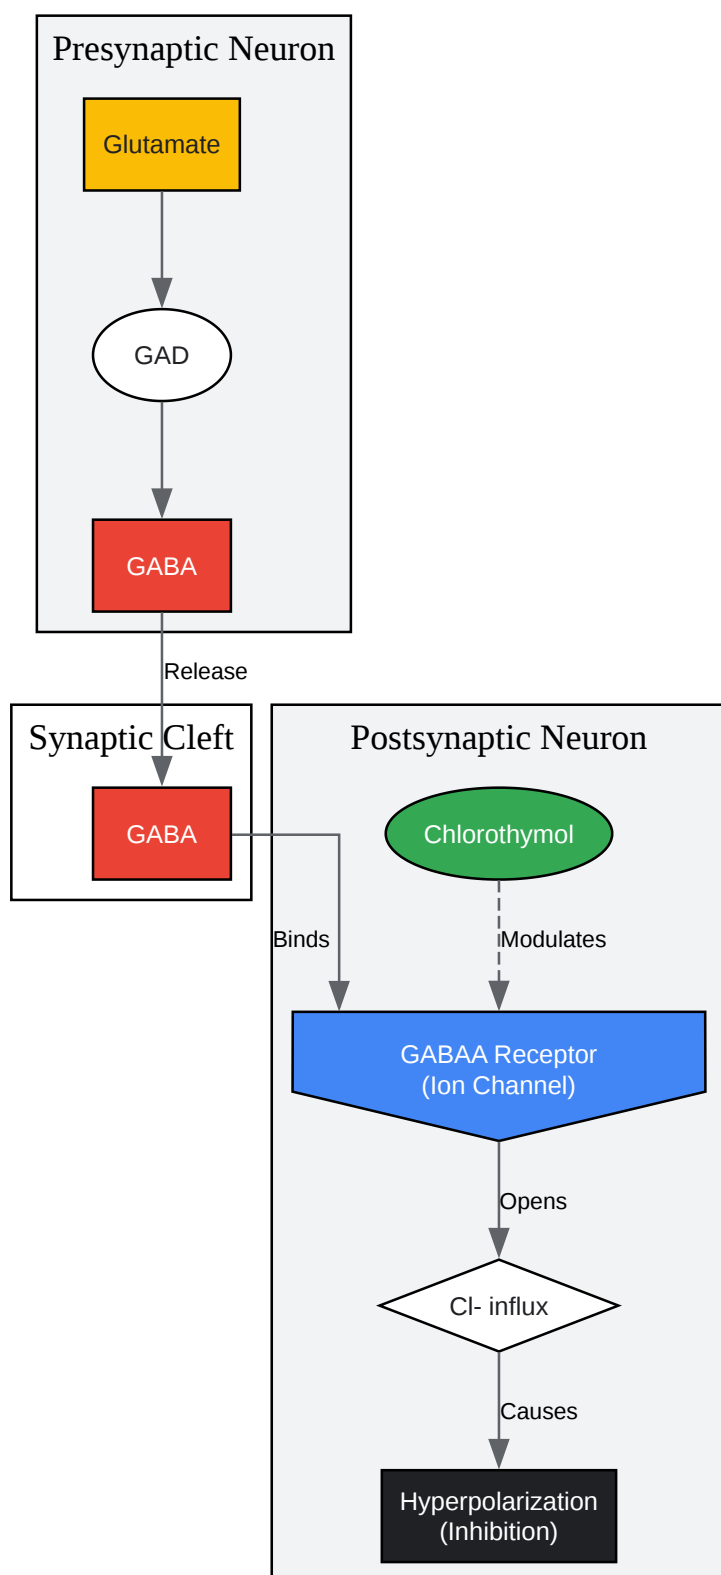 Presynaptic Neuron
Glutamate
GAD
GABA
Release
Synaptic Cleft
GABA
Binds
Postsynaptic Neuron
Chlorothymol
Modulates
GABAA Receptor
(Ion Channel)
Opens
Cl- influx
Causes
Hyperpolarization
(Inhibition)